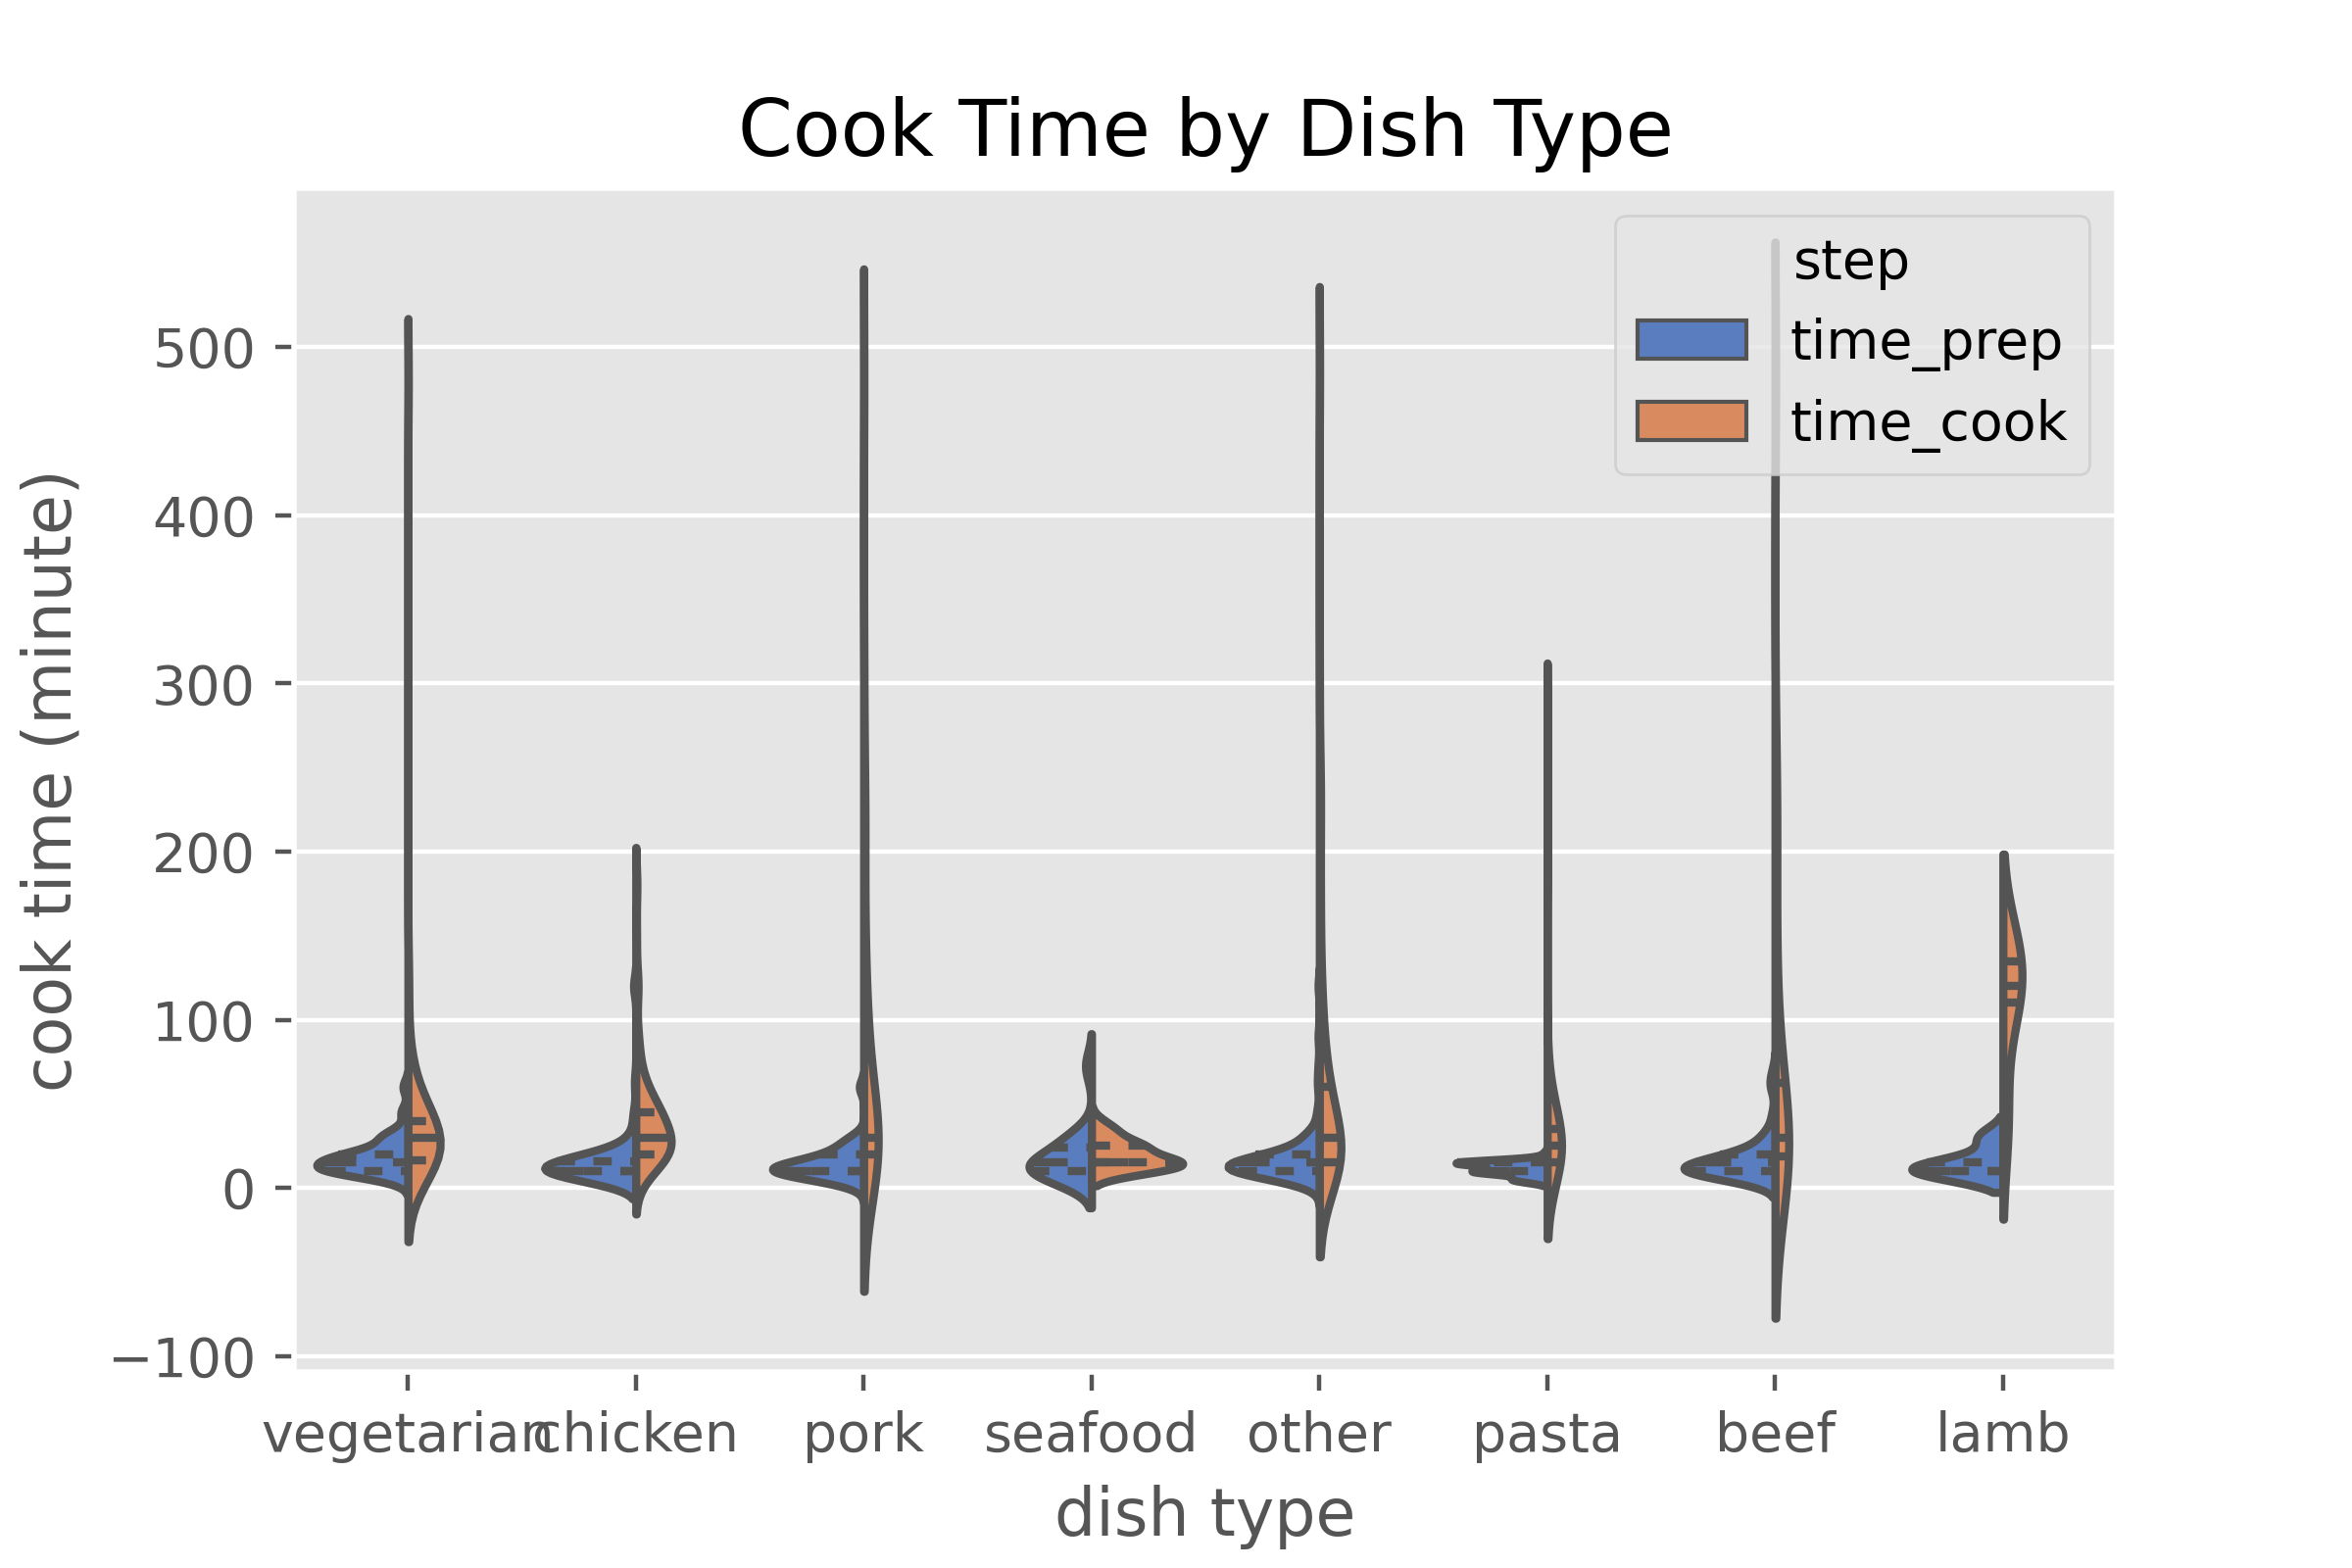 Cook Time by Dish Type
step
time_prep
time_cook
500
400
300
200
100
0
−100
cook time (minute)
vegetarian chicken pork seafood other pasta beef lamb
dish type